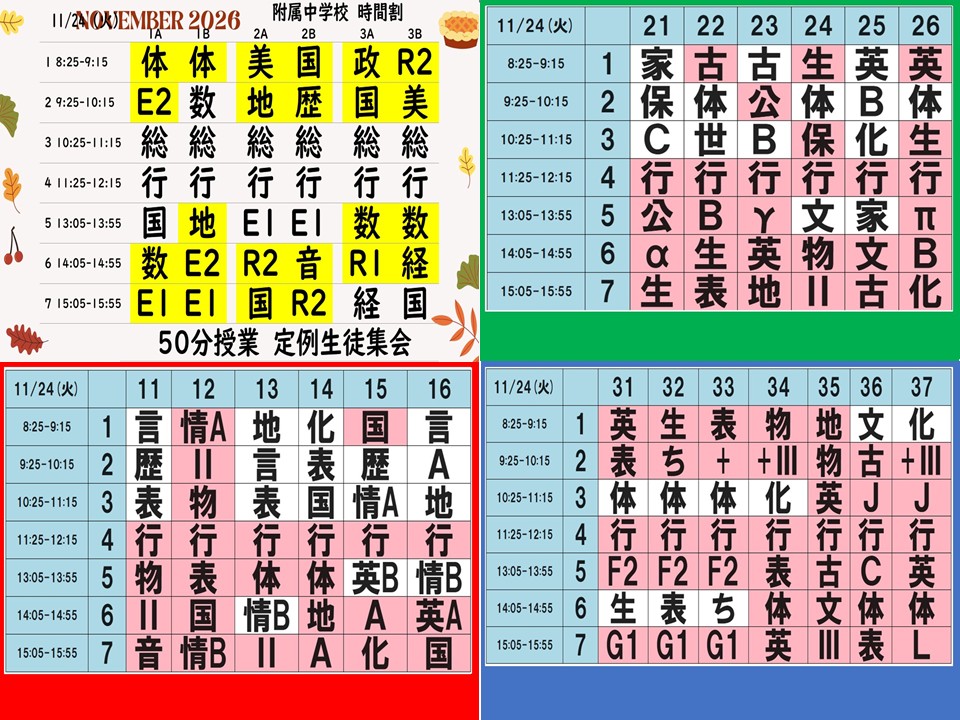 11/24 (火)
NOVEMBER 2026
附属中学校 時間割
1A 1B 2A 2B 3A 3B
1 8:25-9:15 体 体 美 国 政 R2
2 9:25-10:15 E2 数 地 歴 国 美
3 10:25-11:15 総 総 総 総 総 総
4 11:25-12:15 行 行 行 行 行 行
5 13:05-13:55 国 地 E1 E1 数 数
6 14:05-14:55 数 E2 R2 音 R1 経
7 15:05-15:55 E1 E1 国 R2 経 国
50分授業 定例生徒集会
11/24(火) 21 22 23 24 25 26
8:25-9:15 1 家 古 古 生 英 英
9:25-10:15 2 保 体 公 体 B 体
10:25-11:15 3 C 世 B 保 化 生
11:25-12:15 4 行 行 行 行 行 行
13:05-13:55 5 公 B γ 文 家 π
14:05-14:55 6 α 生 英 物 文 B
15:05-15:55 7 生 表 地 II 古 化
11/24(火) 11 12 13 14 15 16
8:25-9:15 1 言 情A 地 化 国 言
9:25-10:15 2 歴 II 言 表 歴 A
10:25-11:15 3 表 物 表 国 情A 地
11:25-12:15 4 行 行 行 行 行 行
13:05-13:55 5 物 表 体 体 英B 情B
14:05-14:55 6 II 国 情B 地 A 英A
15:05-15:55 7 音 情B II A 化 国
11/24(火) 31 32 33 34 35 36 37
8:25-9:15 1 英 生 表 物 地 文 化
9:25-10:15 2 表 ち ┼ ┼III 物 古 ┼III
10:25-11:15 3 体 体 体 化 英 J J
11:25-12:15 4 行 行 行 行 行 行 行
13:05-13:55 5 F2 F2 F2 表 古 C 英
14:05-14:55 6 生 表 ち 体 文 体 体
15:05-15:55 7 G1 G1 G1 英 III 表 L